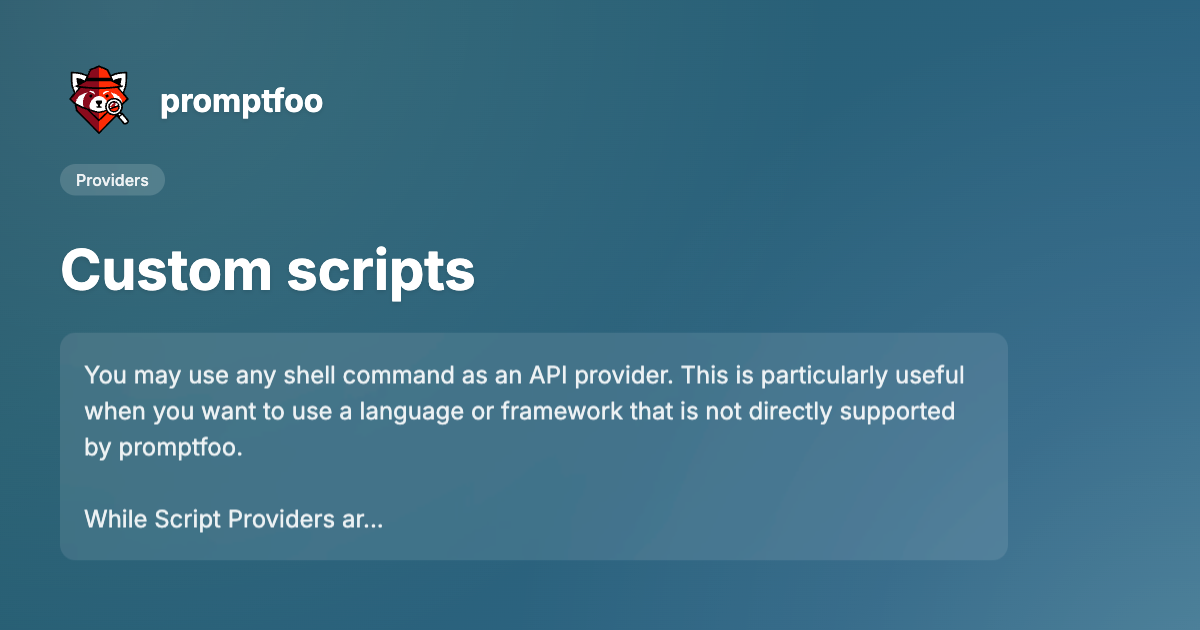 promptfoo
Providers
Custom scripts
You may use any shell command as an API provider. This is particularly useful
when you want to use a language or framework that is not directly supported
by promptfoo.
While Script Providers ar...